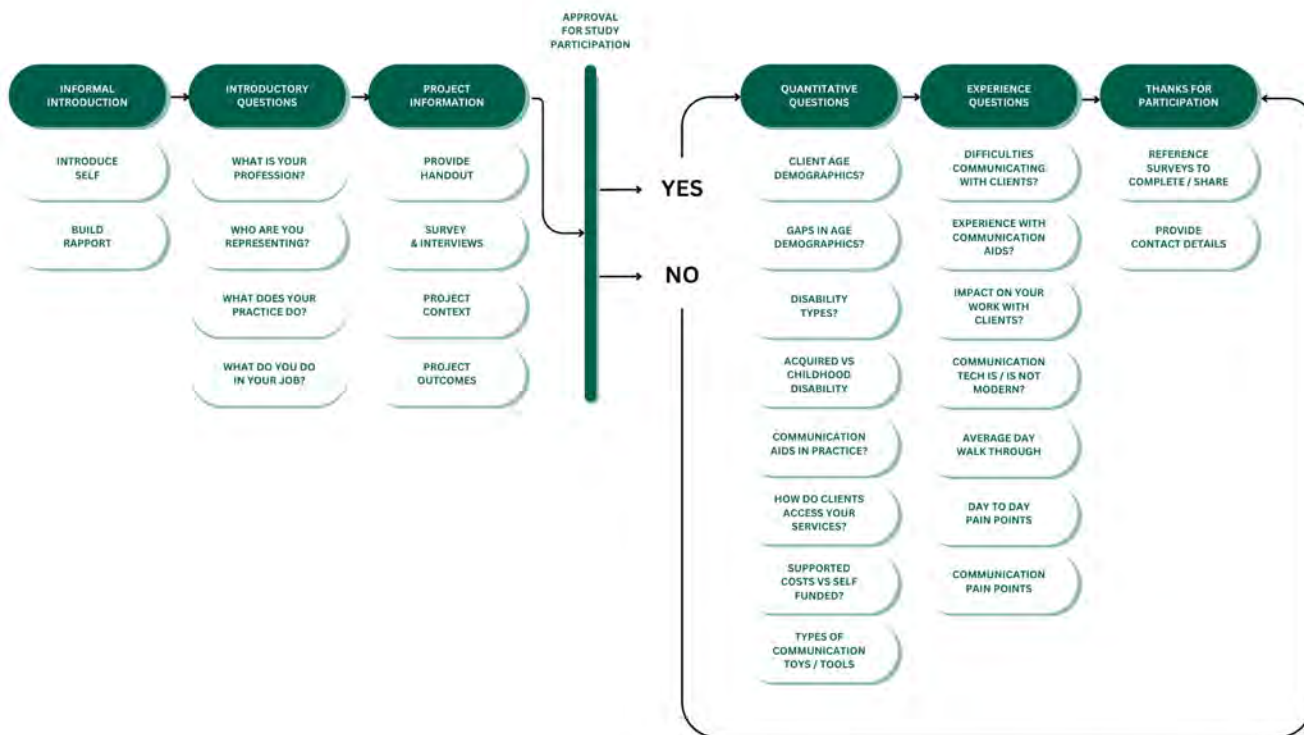 APPROVAL
FOR STUDY
PARTICIPATION
INFORMAL
INTRODUCTION
INTRODUCE
SELF
BUILD
RAPPORT
INTRODUCTORY
QUESTIONS
WHAT IS YOUR
PROFESSION?
WHO ARE YOU
REPRESENTING?
WHAT DOES YOUR
PRACTICE DO?
WHAT DO YOU DO
IN YOUR JOB?
PROJECT
INFORMATION
PROVIDE
HANDOUT
SURVEY
& INTERVIEWS
PROJECT
CONTEXT
PROJECT
OUTCOMES
YES
NO
QUANTITATIVE
QUESTIONS
CLIENT AGE
DEMOGRAPHICS?
GAPS IN AGE
DEMOGRAPHICS?
DISABILITY
TYPES?
ACQUIRED VS
CHILDHOOD
DISABILITY
COMMUNICATION
AIDS IN PRACTICE?
HOW DO CLIENTS
ACCESS YOUR
SERVICES?
SUPPORTED
COSTS VS SELF
FUNDED?
TYPES OF
COMMUNICATION
TOYS / TOOLS
EXPERIENCE
QUESTIONS
DIFFICULTIES
COMMUNICATING
WITH CLIENTS?
EXPERIENCE WITH
COMMUNICATION
AIDS?
IMPACT ON YOUR
WORK WITH
CLIENTS?
COMMUNICATION
TECH IS / IS NOT
MODERN?
AVERAGE DAY
WALK THROUGH
DAY TO DAY
PAIN POINTS
COMMUNICATION
PAIN POINTS
THANKS FOR
PARTICIPATION
REFERENCE
SURVEYS TO
COMPLETE / SHARE
PROVIDE
CONTACT DETAILS